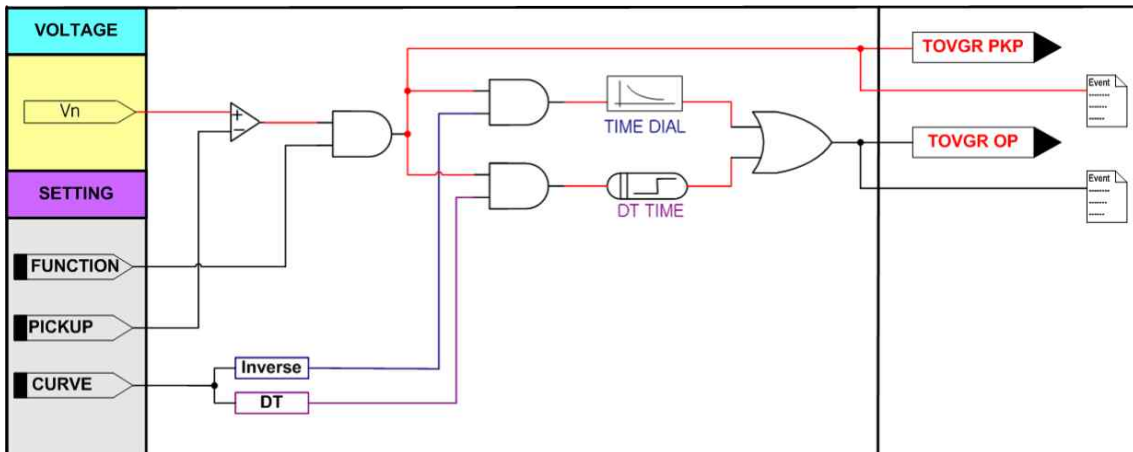 VOLTAGE
Vn
+
−
SETTING
FUNCTION
PICKUP
CURVE
Inverse
DT
TIME DIAL
DT TIME
TOVGR PKP
Event
TOVGR OP
Event